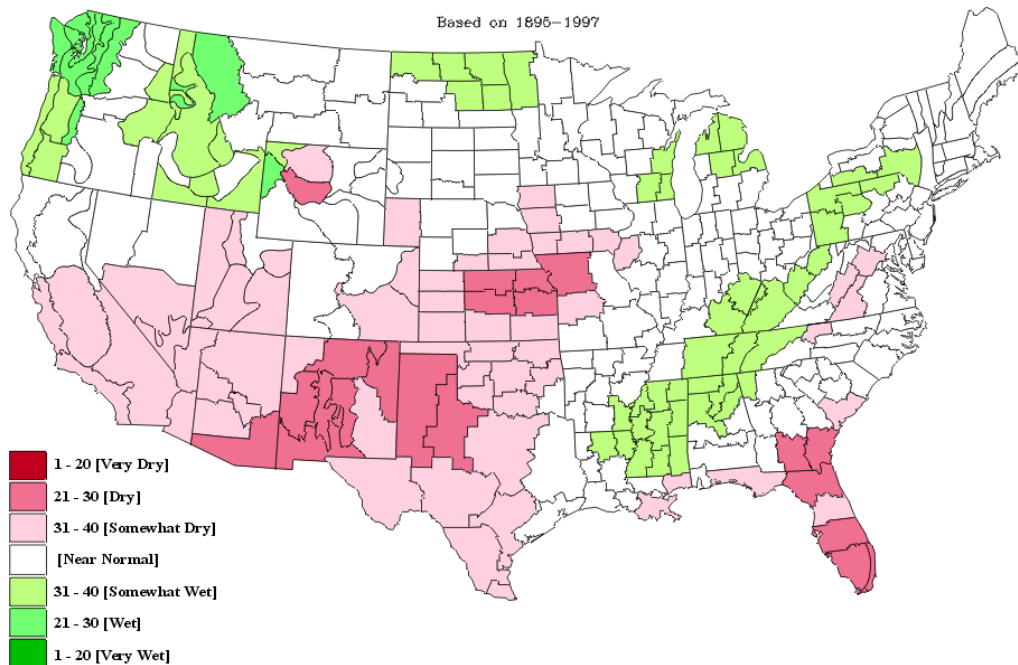 Based on 1895-1997
1 - 20 [Very Dry]
21 - 30 [Dry]
31 - 40 [Somewhat Dry]
[Near Normal]
31 - 40 [Somewhat Wet]
21 - 30 [Wet]
1 - 20 [Very Wet]